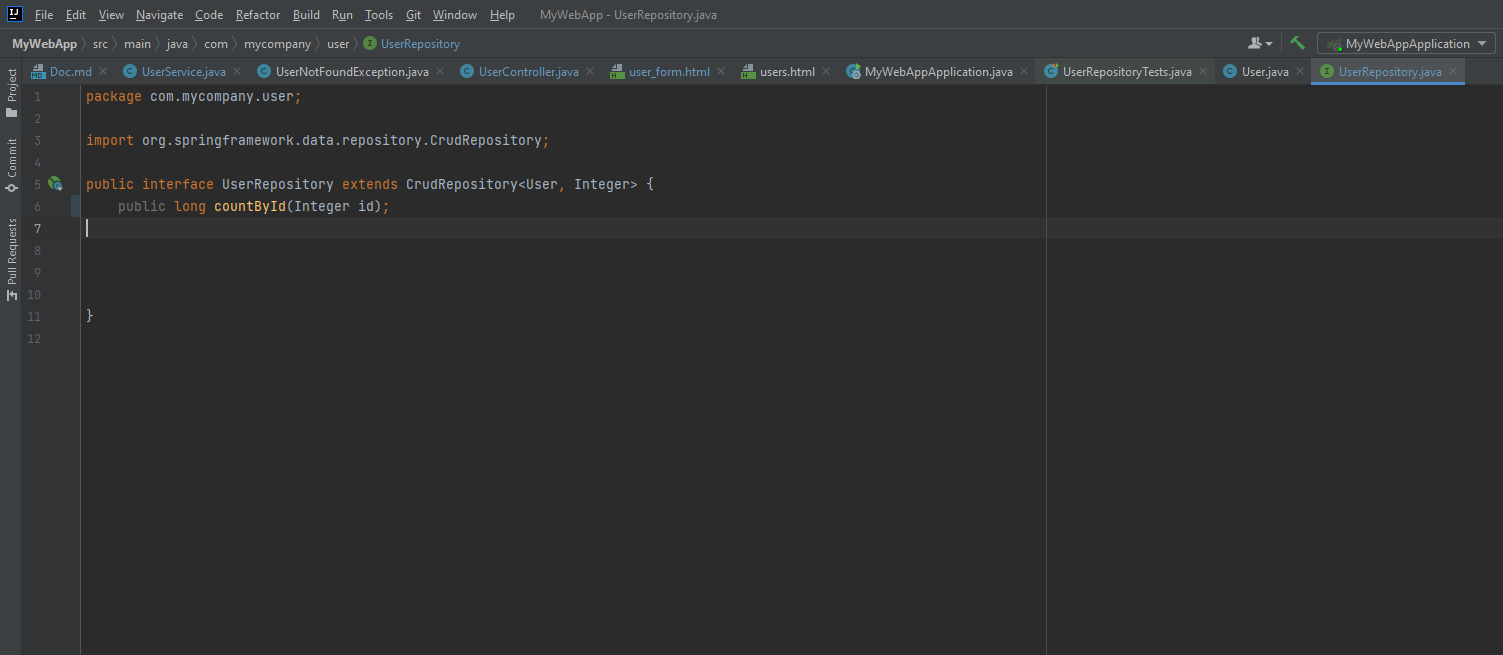 IJ File Edit View Navigate Code Refactor Build Run Tools Git Window Help MyWebApp - UserRepository.java
MyWebApp src main java com mycompany user I UserRepository MyWebAppApplication
MD Doc.md C UserService.java C UserNotFoundException.java C UserController.java H user_form.html H users.html MyWebAppApplication.java C UserRepositoryTests.java C User.java I UserRepository.java
Project
Commit
Pull Requests
1 package com.mycompany.user;
2
3 import org.springframework.data.repository.CrudRepository;
4
5 public interface UserRepository extends CrudRepository<User, Integer> {
6 public long countById(Integer id);
7
8
9
10
11 }
12